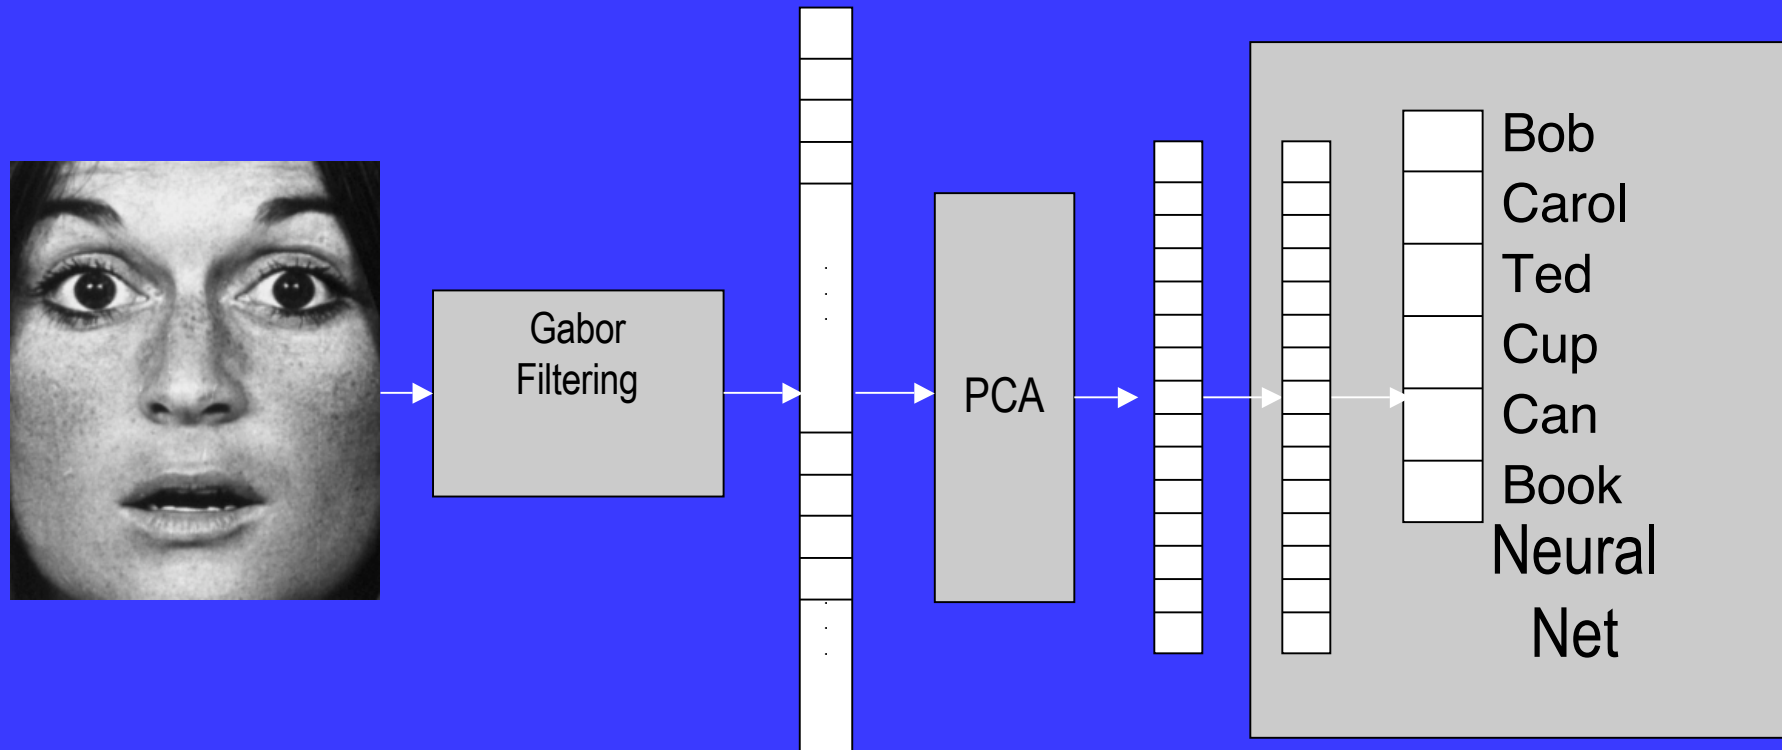 Gabor
Filtering
PCA
Bob
Carol
Ted
Cup
Can
Book
Neural
Net